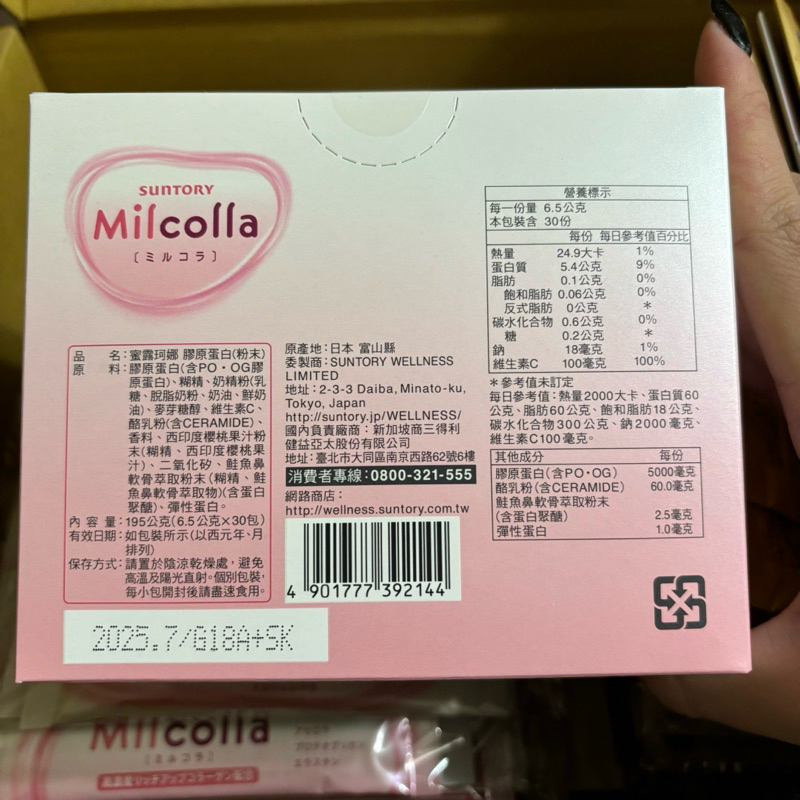 SUNTORY
Milcolla
〔ミルコラ〕
品　　名：蜜露珂娜 膠原蛋白(粉末)
原　　料：膠原蛋白(含PO・OG膠
原蛋白)、糊精、奶精粉(乳
糖、脫脂奶粉、奶油、鮮奶
油)、麥芽糖醇、維生素C、
酪乳粉(含CERAMIDE)、
香料、西印度櫻桃果汁粉
末(糊精、西印度櫻桃果
汁)、二氧化矽、鮭魚鼻
軟骨萃取粉末（糊精、鮭
魚鼻軟骨萃取物)(含蛋白
聚醣)、彈性蛋白。
內 容 量：195公克(6.5公克×30包)
有效日期：如包裝所示(以西元年、月
排列)
保存方式：請置於陰涼乾燥處，避免
高溫及陽光直射。個別包裝，
每小包開封後請盡速食用。
2025.7/G18A+SK
原產地：日本 富山縣
委製商：SUNTORY WELLNESS
LIMITED
地址：2-3-3 Daiba, Minato-ku,
Tokyo, Japan
http://suntory.jp/WELLNESS/
國內負責廠商：新加坡商三得利
健益亞太股份有限公司
地址：臺北市大同區南京西路62號6樓
消費者專線：0800-321-555
網路商店：
http://wellness.suntory.com.tw
4 901777 392144
營養標示
每一份量 6.5公克
本包裝含 30份
每份 每日參考值百分比
熱量 24.9大卡 1%
蛋白質 5.4公克 9%
脂肪 0.1公克 0%
飽和脂肪 0.06公克 0%
反式脂肪 0公克 *
碳水化合物 0.6公克 0%
糖 0.2公克 *
鈉 18毫克 1%
維生素C 100毫克 100%
＊參考值未訂定
每日參考值：熱量2000大卡、蛋白質60
公克、脂肪60公克、飽和脂肪18公克、
碳水化合物300公克、鈉2000毫克、
維生素C100毫克。
其他成分 每份
膠原蛋白(含PO・OG) 5000毫克
酪乳粉(含CERAMIDE) 60.0毫克
鮭魚鼻軟骨萃取粉末
(含蛋白聚醣) 2.5毫克
彈性蛋白 1.0毫克
Milcolla
〔ミルコラ〕